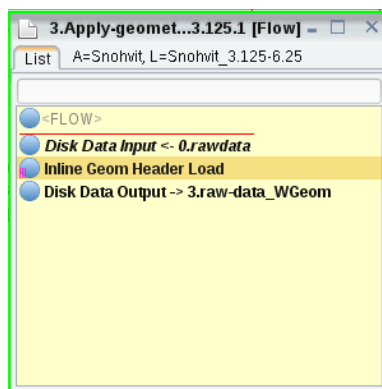 3.Apply-geomet...3.125.1 [Flow]
List A=Snohvit, L=Snohvit_3.125-6.25
<FLOW>
Disk Data Input <- 0.rawdata
Inline Geom Header Load
Disk Data Output -> 3.raw-data_WGeom